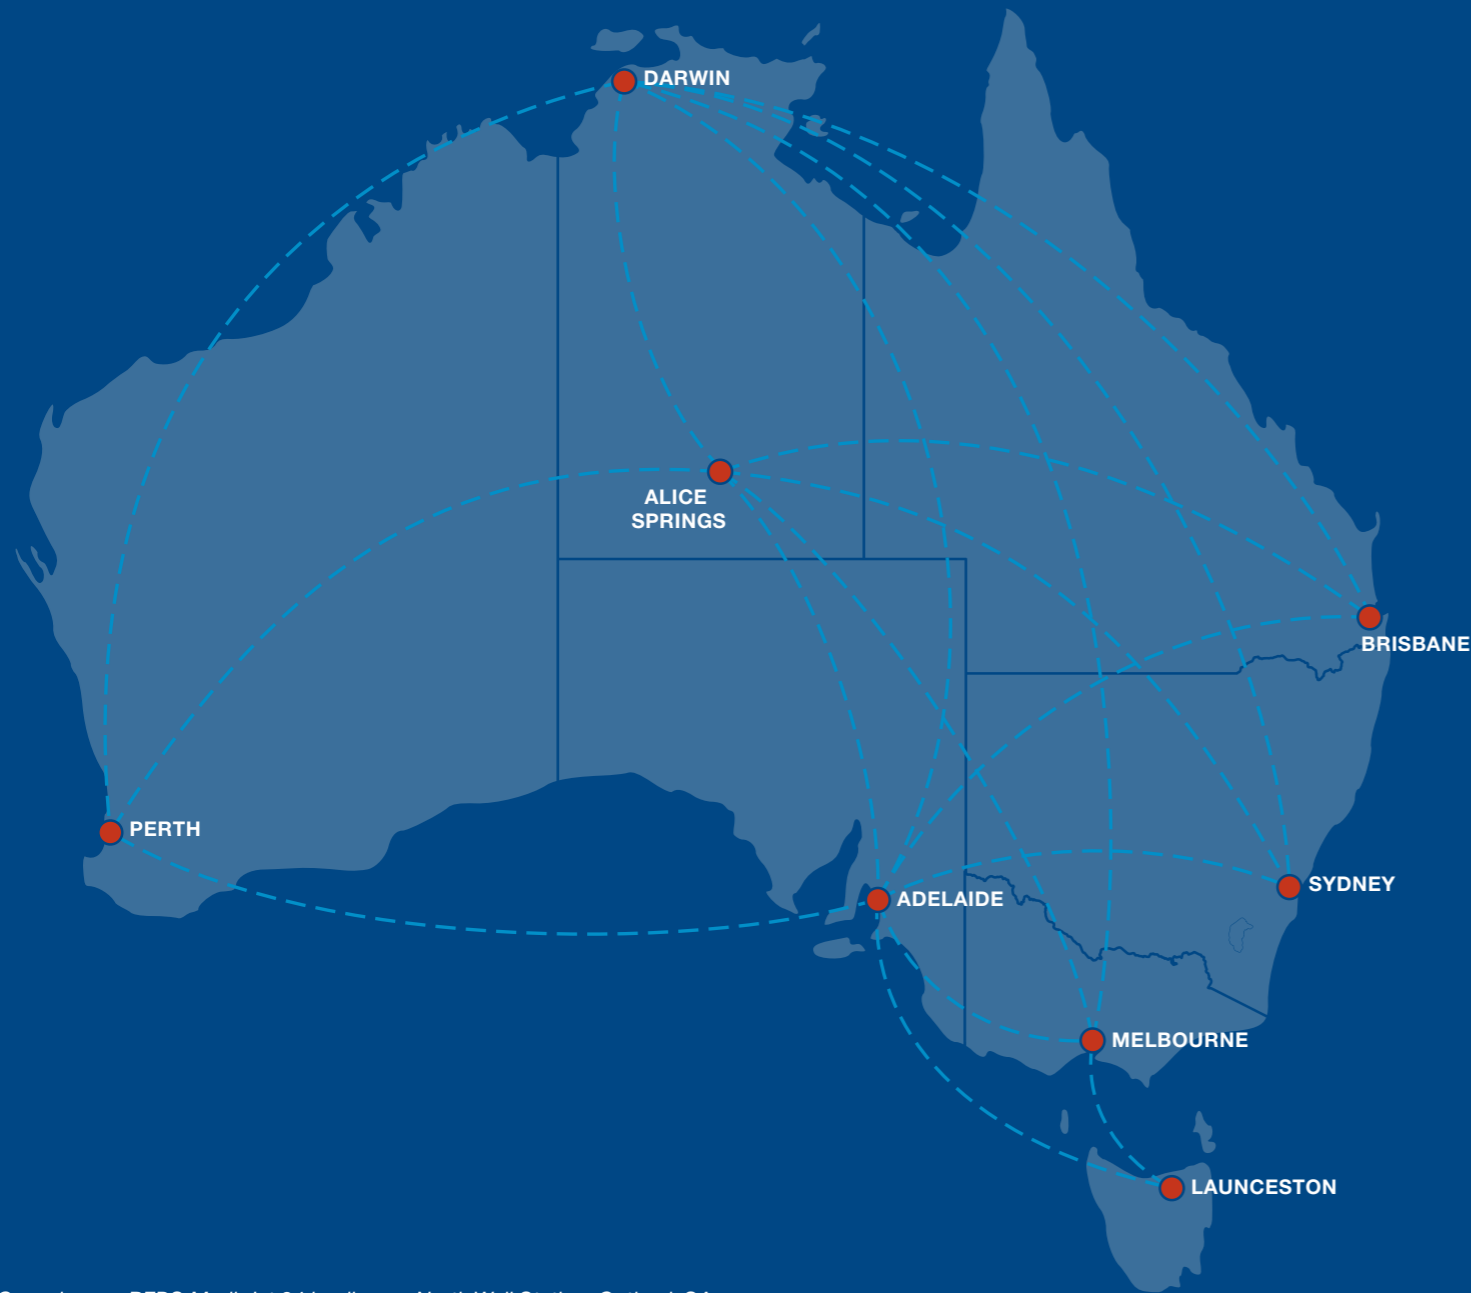 DARWIN
ALICE
SPRINGS
BRISBANE
PERTH
ADELAIDE
SYDNEY
MELBOURNE
LAUNCESTON